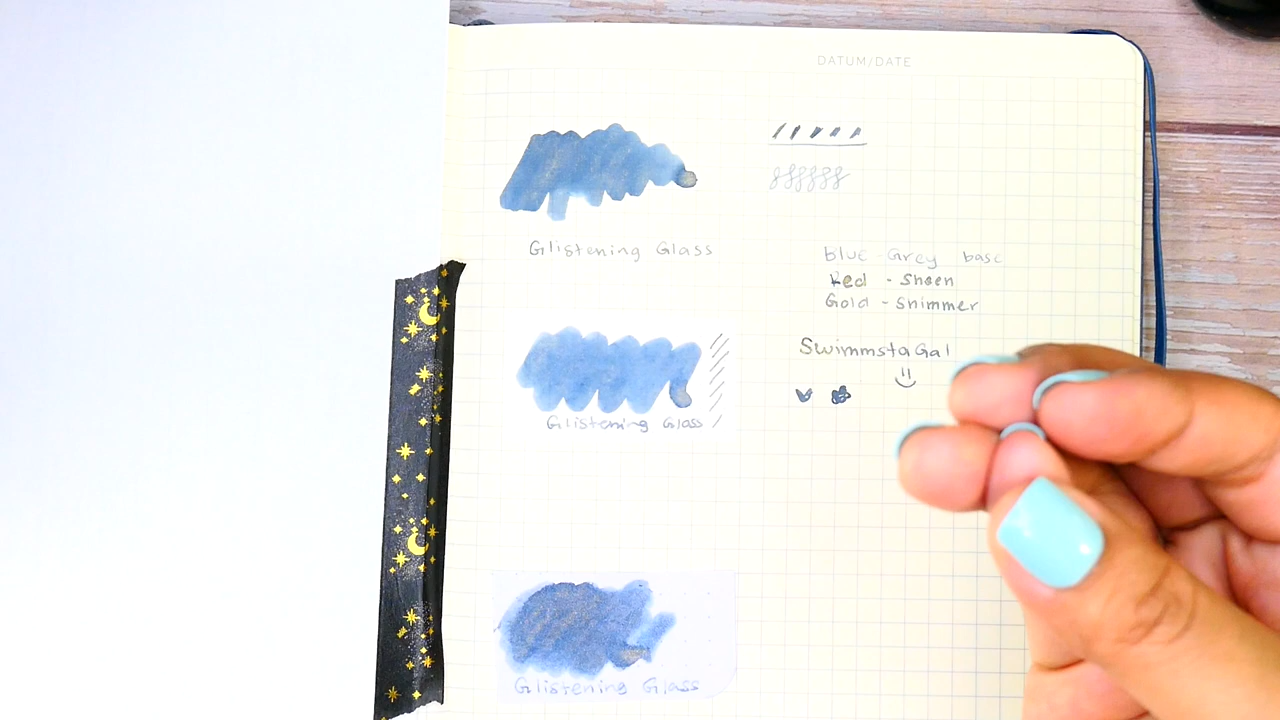 DATUM/DATE
Glistening Glass
Blue-Grey base
Red - Sheen
Gold - Shimmer
SwimmstaGal
Glistening Glass
Glistening Glass